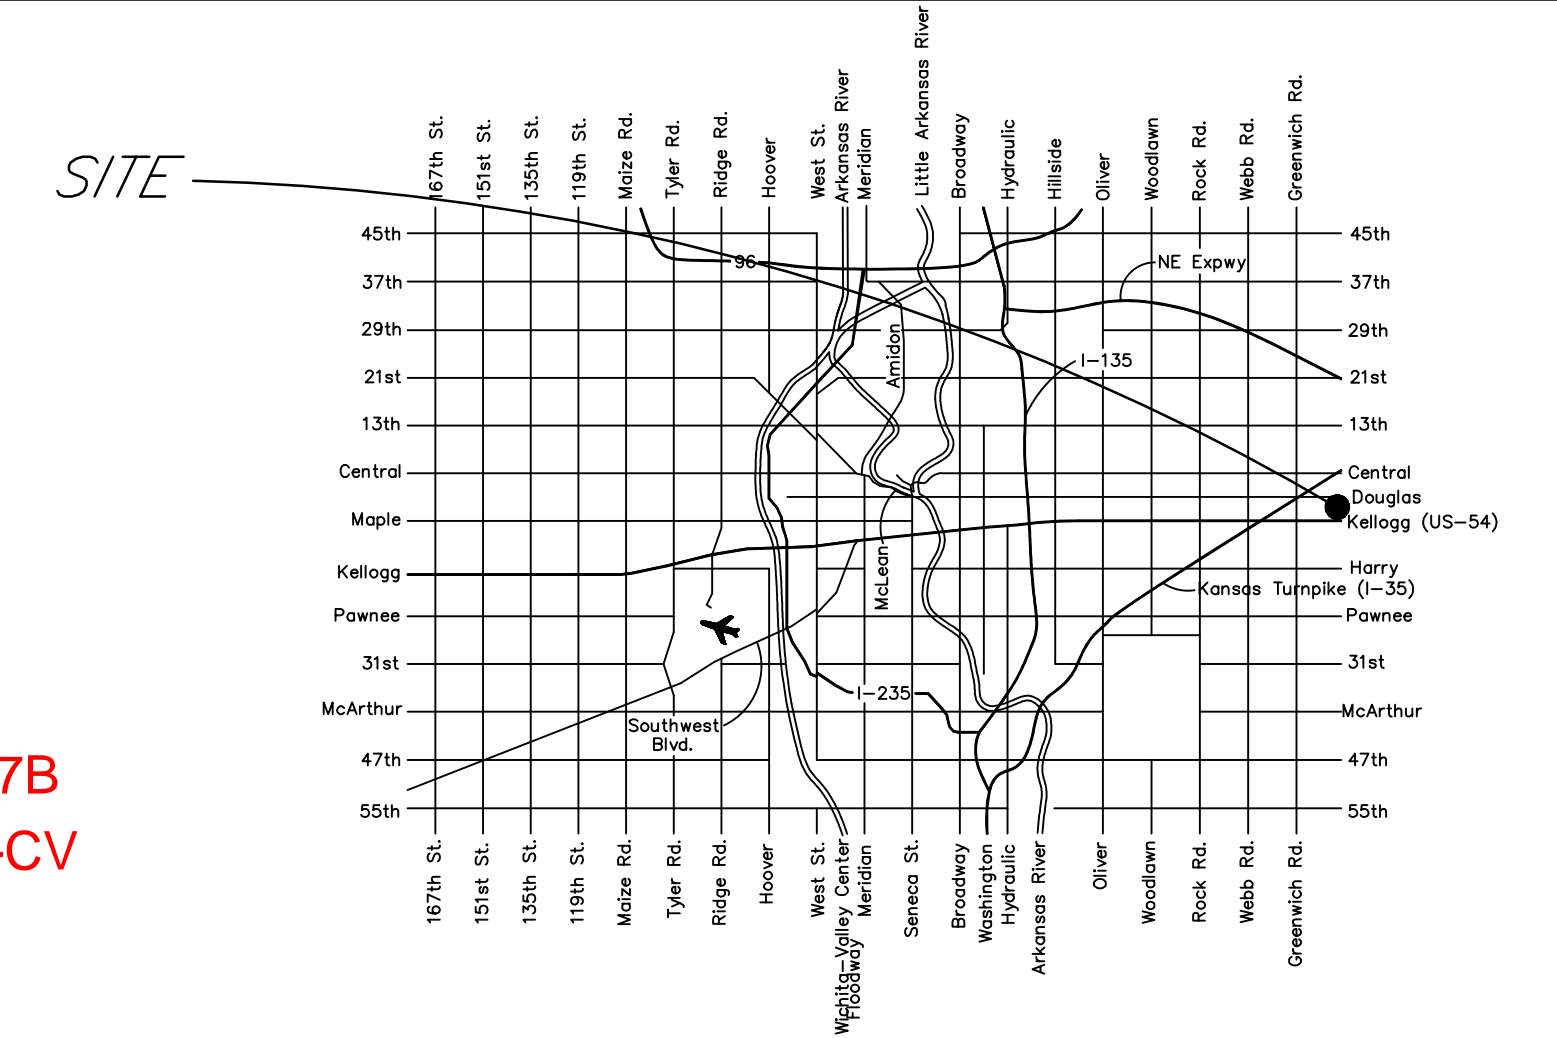 SITE
167th St.
151st St.
135th St.
119th St.
Maize Rd.
Tyler Rd.
Ridge Rd.
Hoover
West St.
Arkansas River
Meridian
Little Arkansas River
Broadway
Hydraulic
Hillside
Oliver
Woodlawn
Rock Rd.
Webb Rd.
Greenwich Rd.
45th
45th
96
NE Expwy
37th
37th
29th
29th
Amidon
I-135
21st
21st
13th
13th
Central
Central
Douglas
Maple
Kellogg (US-54)
McLean
Kellogg
Harry
Kansas Turnpike (I-35)
Pawnee
Pawnee
31st
31st
I-235
McArthur
McArthur
Southwest
Blvd.
47th
47th
7B
55th
55th
-CV
167th St.
151st St.
135th St.
119th St.
Maize Rd.
Tyler Rd.
Ridge Rd.
Hoover
West St.
Wichita-Valley Center
Floodway
Meridian
Seneca St.
Broadway
Washington
Hydraulic
Arkansas River
Oliver
Woodlawn
Rock Rd.
Webb Rd.
Greenwich Rd.